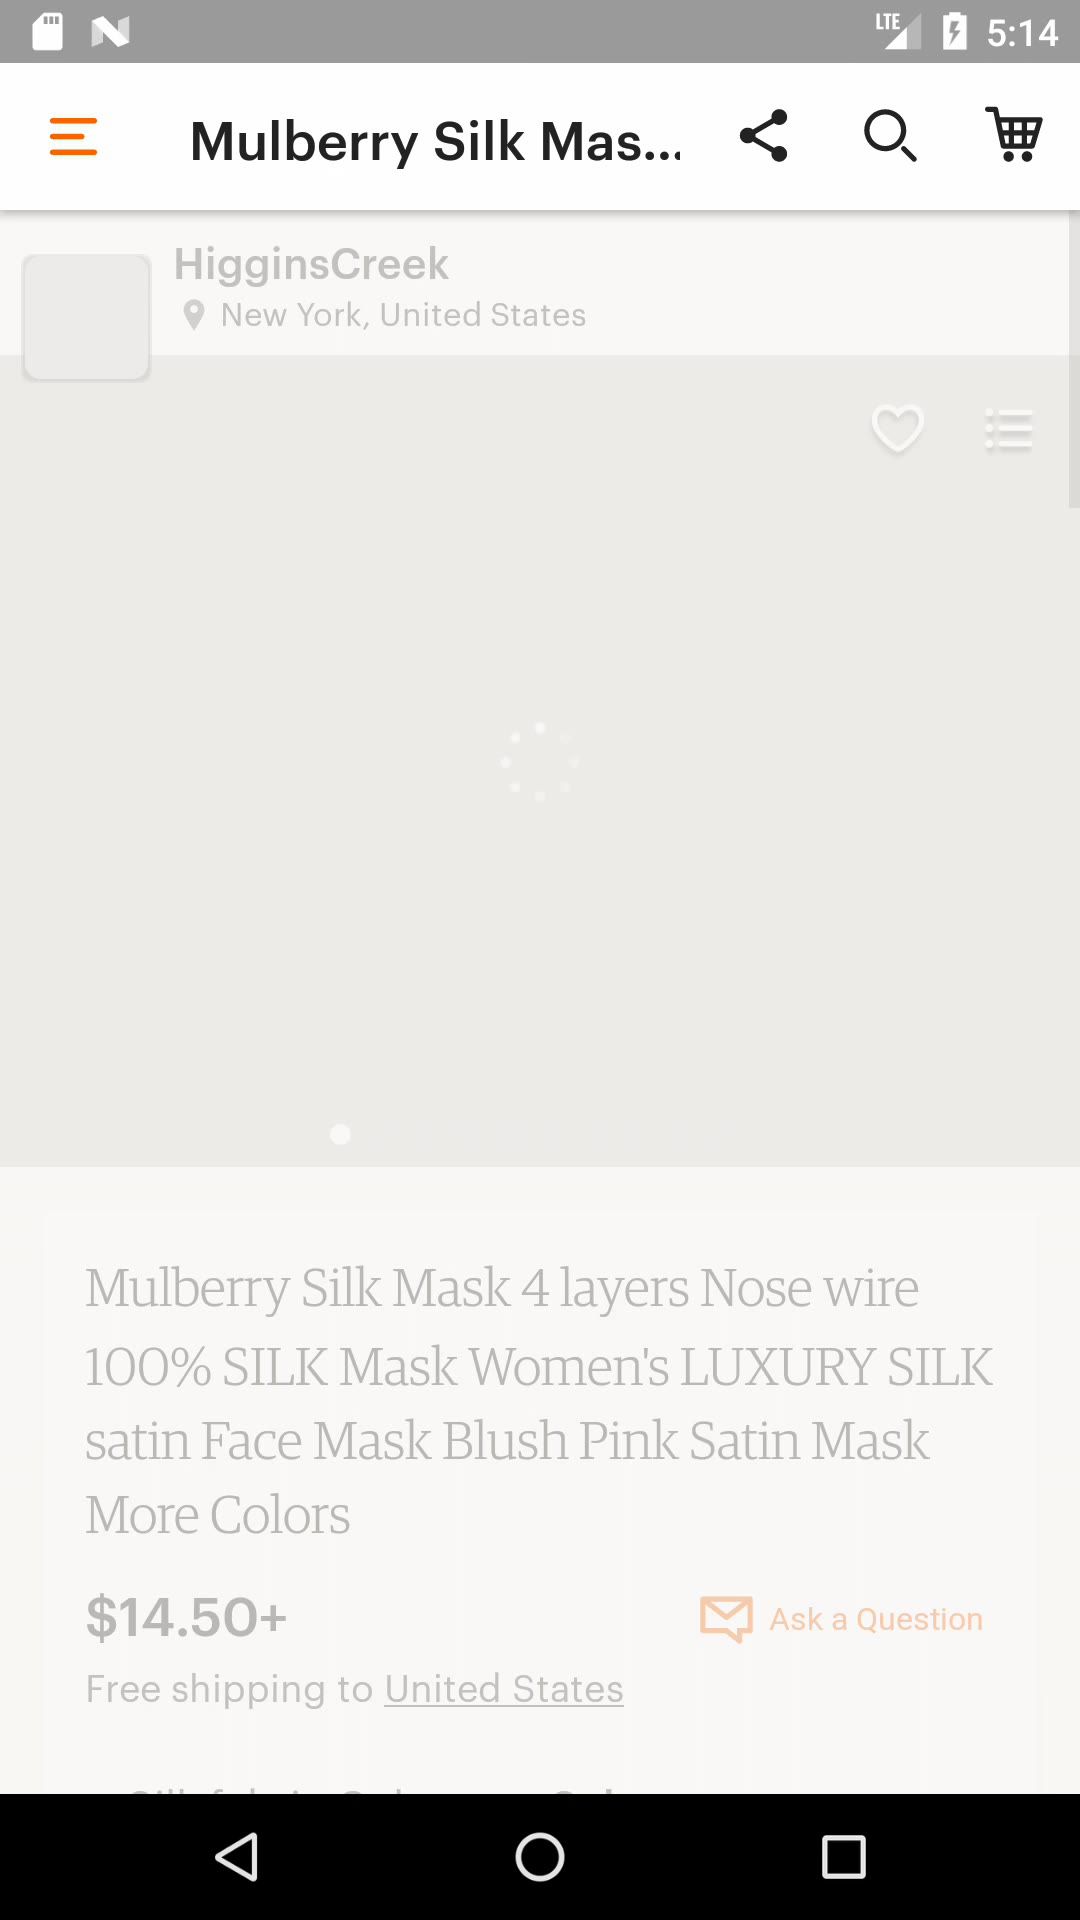 LTE 5:14
Mulberry Silk Mas...
HigginsCreek
New York, United States
Mulberry Silk Mask 4 layers Nose wire
100% SILK Mask Women's LUXURY SILK
satin Face Mask Blush Pink Satin Mask
More Colors
$14.50+
Ask a Question
Free shipping to United States